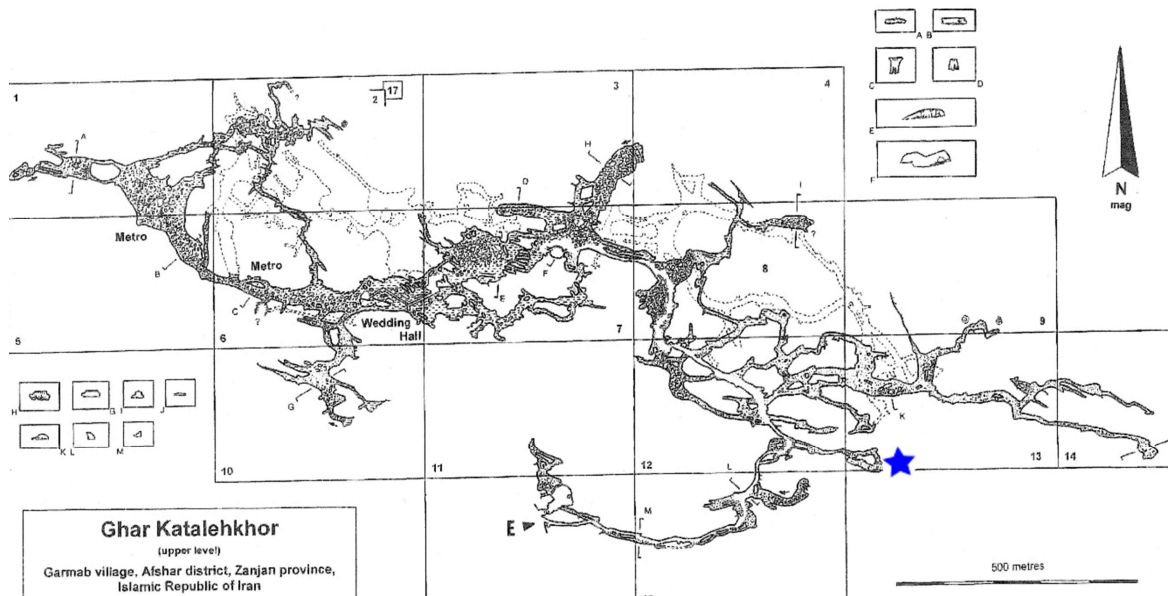 A B
C D
E
F
N
mag
1
2 17
3
4
A
H
D
I
?
?
Metro
Metro
B
C
?
E
F
8
Wedding
Hall
5
6
7
9
G
K
H G I J
K L M
10
11
12
13 14
L
M
E
Ghar Katalehkhor
(upper level)
Garmab village, Afshar district, Zanjan province,
Islamic Republic of Iran
500 metres